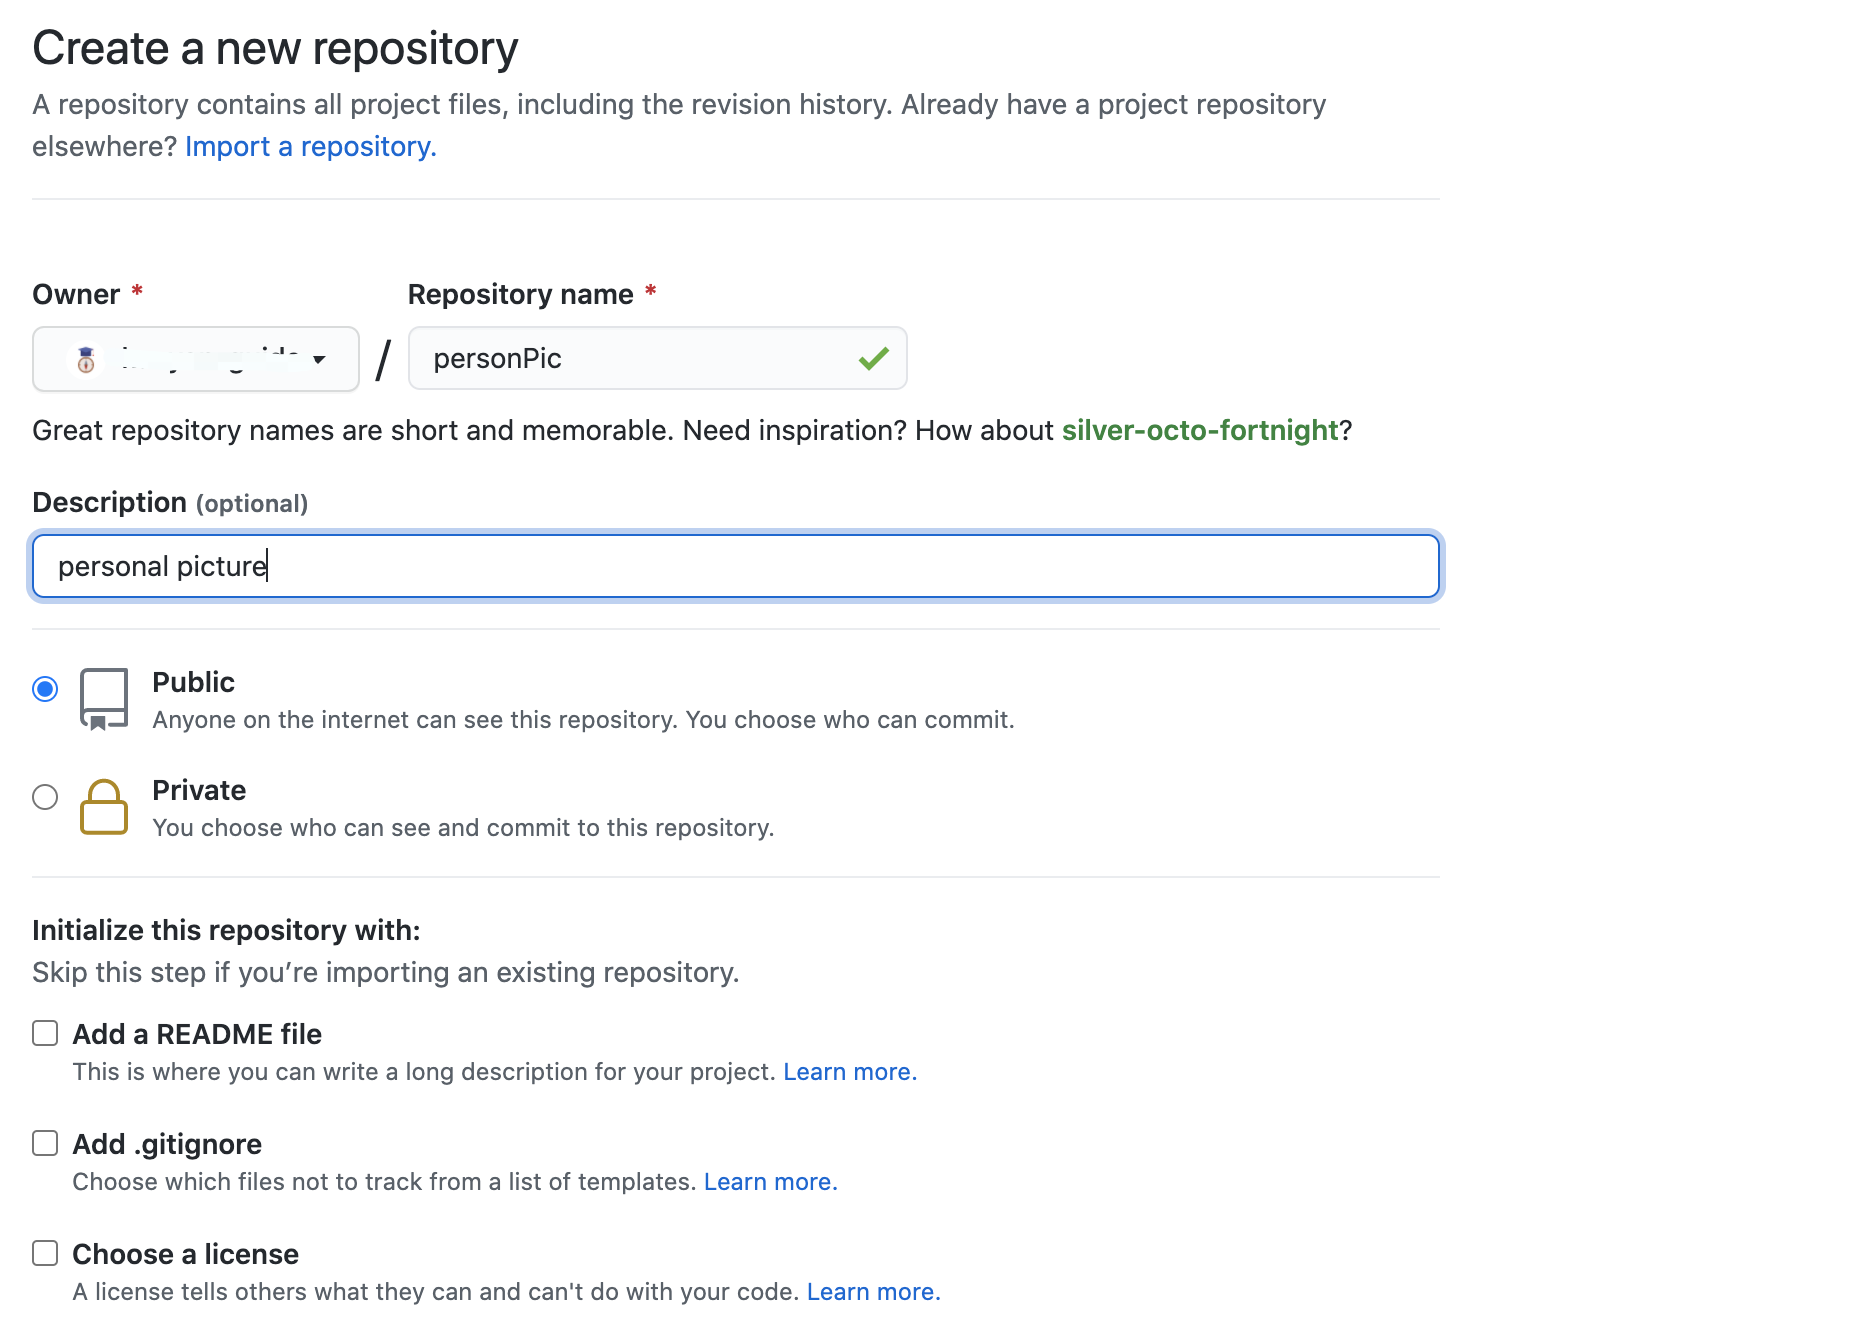 Create a new repository
A repository contains all project files, including the revision history. Already have a project repository
elsewhere? Import a repository.
Owner *
Repository name *
/
personPic
Great repository names are short and memorable. Need inspiration? How about silver-octo-fortnight?
Description (optional)
personal picture
Public
Anyone on the internet can see this repository. You choose who can commit.
Private
You choose who can see and commit to this repository.
Initialize this repository with:
Skip this step if you’re importing an existing repository.
Add a README file
This is where you can write a long description for your project. Learn more.
Add .gitignore
Choose which files not to track from a list of templates. Learn more.
Choose a license
A license tells others what they can and can't do with your code. Learn more.